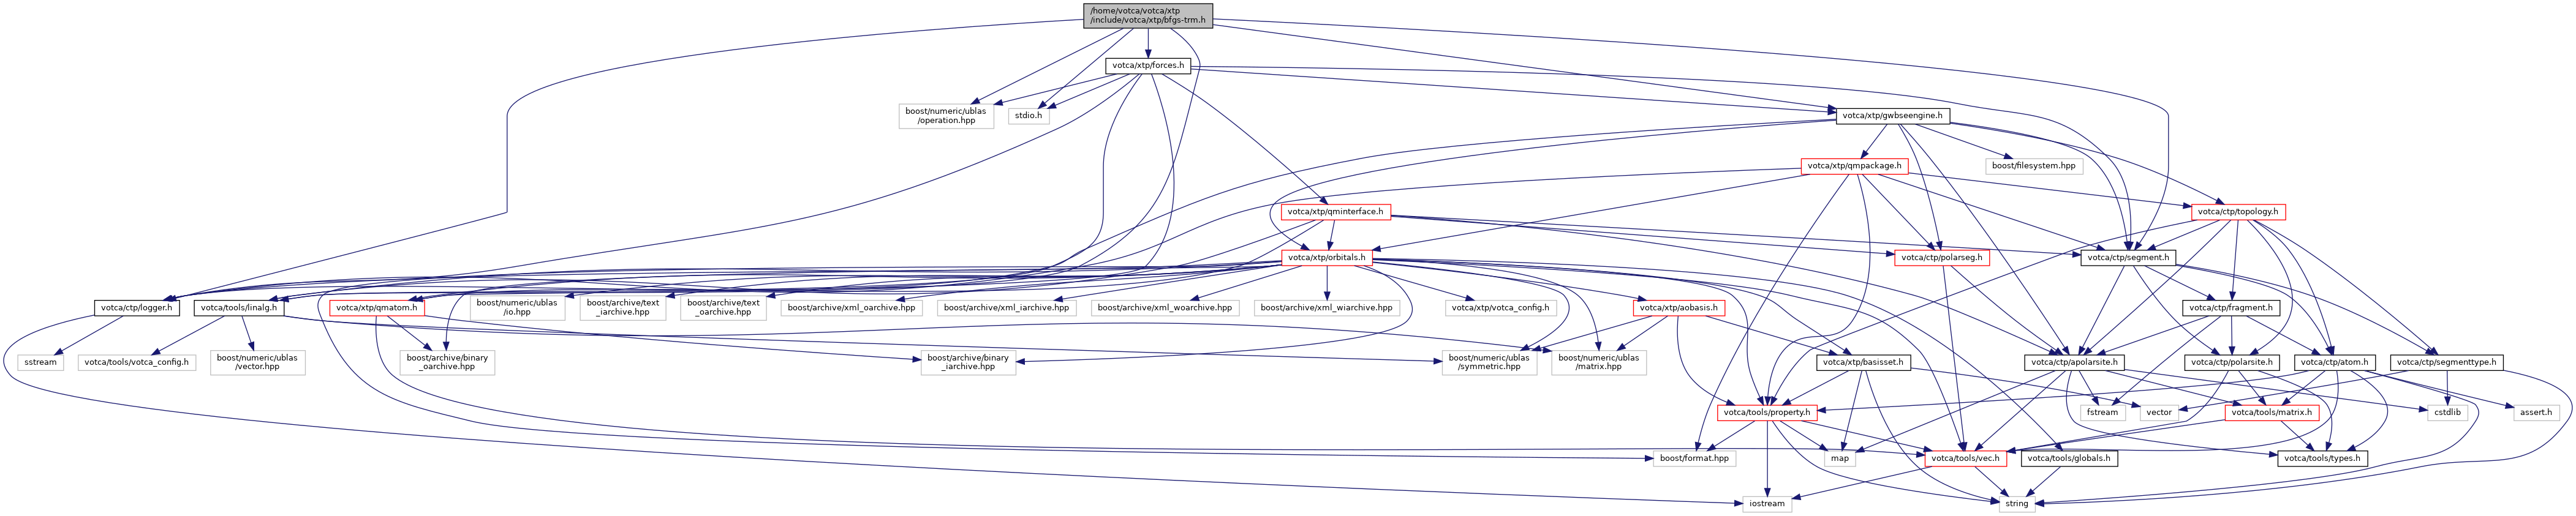 /home/votca/votca/xtp
/include/votca/xtp/bfgs-trm.h
votca/xtp/forces.h
boost/numeric/ublas
/operation.hpp
stdio.h
votca/xtp/gwbseengine.h
votca/xtp/qmpackage.h
boost/filesystem.hpp
votca/xtp/qminterface.h
votca/ctp/topology.h
votca/xtp/orbitals.h
votca/ctp/polarseg.h
votca/ctp/segment.h
votca/ctp/logger.h
votca/tools/linalg.h
votca/xtp/qmatom.h
boost/numeric/ublas
/io.hpp
boost/archive/text
_iarchive.hpp
boost/archive/text
_oarchive.hpp
boost/archive/xml_oarchive.hpp
boost/archive/xml_iarchive.hpp
boost/archive/xml_woarchive.hpp
boost/archive/xml_wiarchive.hpp
votca/xtp/votca_config.h
votca/xtp/aobasis.h
votca/ctp/fragment.h
sstream
votca/tools/votca_config.h
boost/numeric/ublas
/vector.hpp
boost/archive/binary
_oarchive.hpp
boost/archive/binary
_iarchive.hpp
boost/numeric/ublas
/symmetric.hpp
boost/numeric/ublas
/matrix.hpp
votca/xtp/basisset.h
votca/ctp/apolarsite.h
votca/ctp/polarsite.h
votca/ctp/atom.h
votca/ctp/segmenttype.h
votca/tools/property.h
fstream
vector
votca/tools/matrix.h
cstdlib
assert.h
boost/format.hpp
map
votca/tools/vec.h
votca/tools/globals.h
votca/tools/types.h
iostream
string